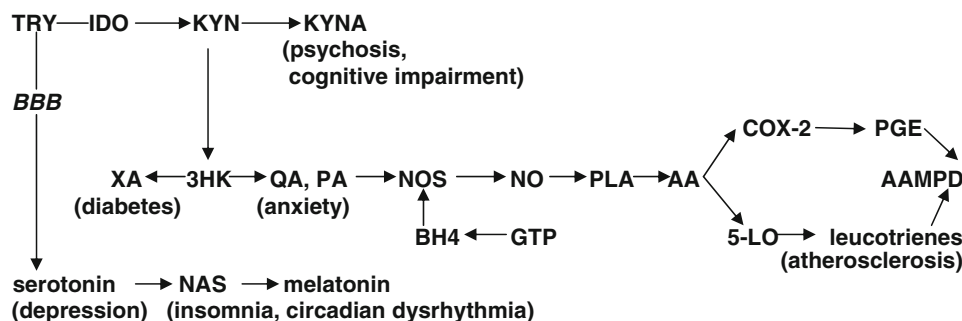 TRY IDO KYN KYNA
(psychosis,
cognitive impairment)
BBB
COX-2 PGE
XA 3HK QA, PA NOS NO PLA AA AAMPD
(diabetes) (anxiety)
BH4 GTP 5-LO leucotrienes
(atherosclerosis)
serotonin NAS melatonin
(depression) (insomnia, circadian dysrhythmia)